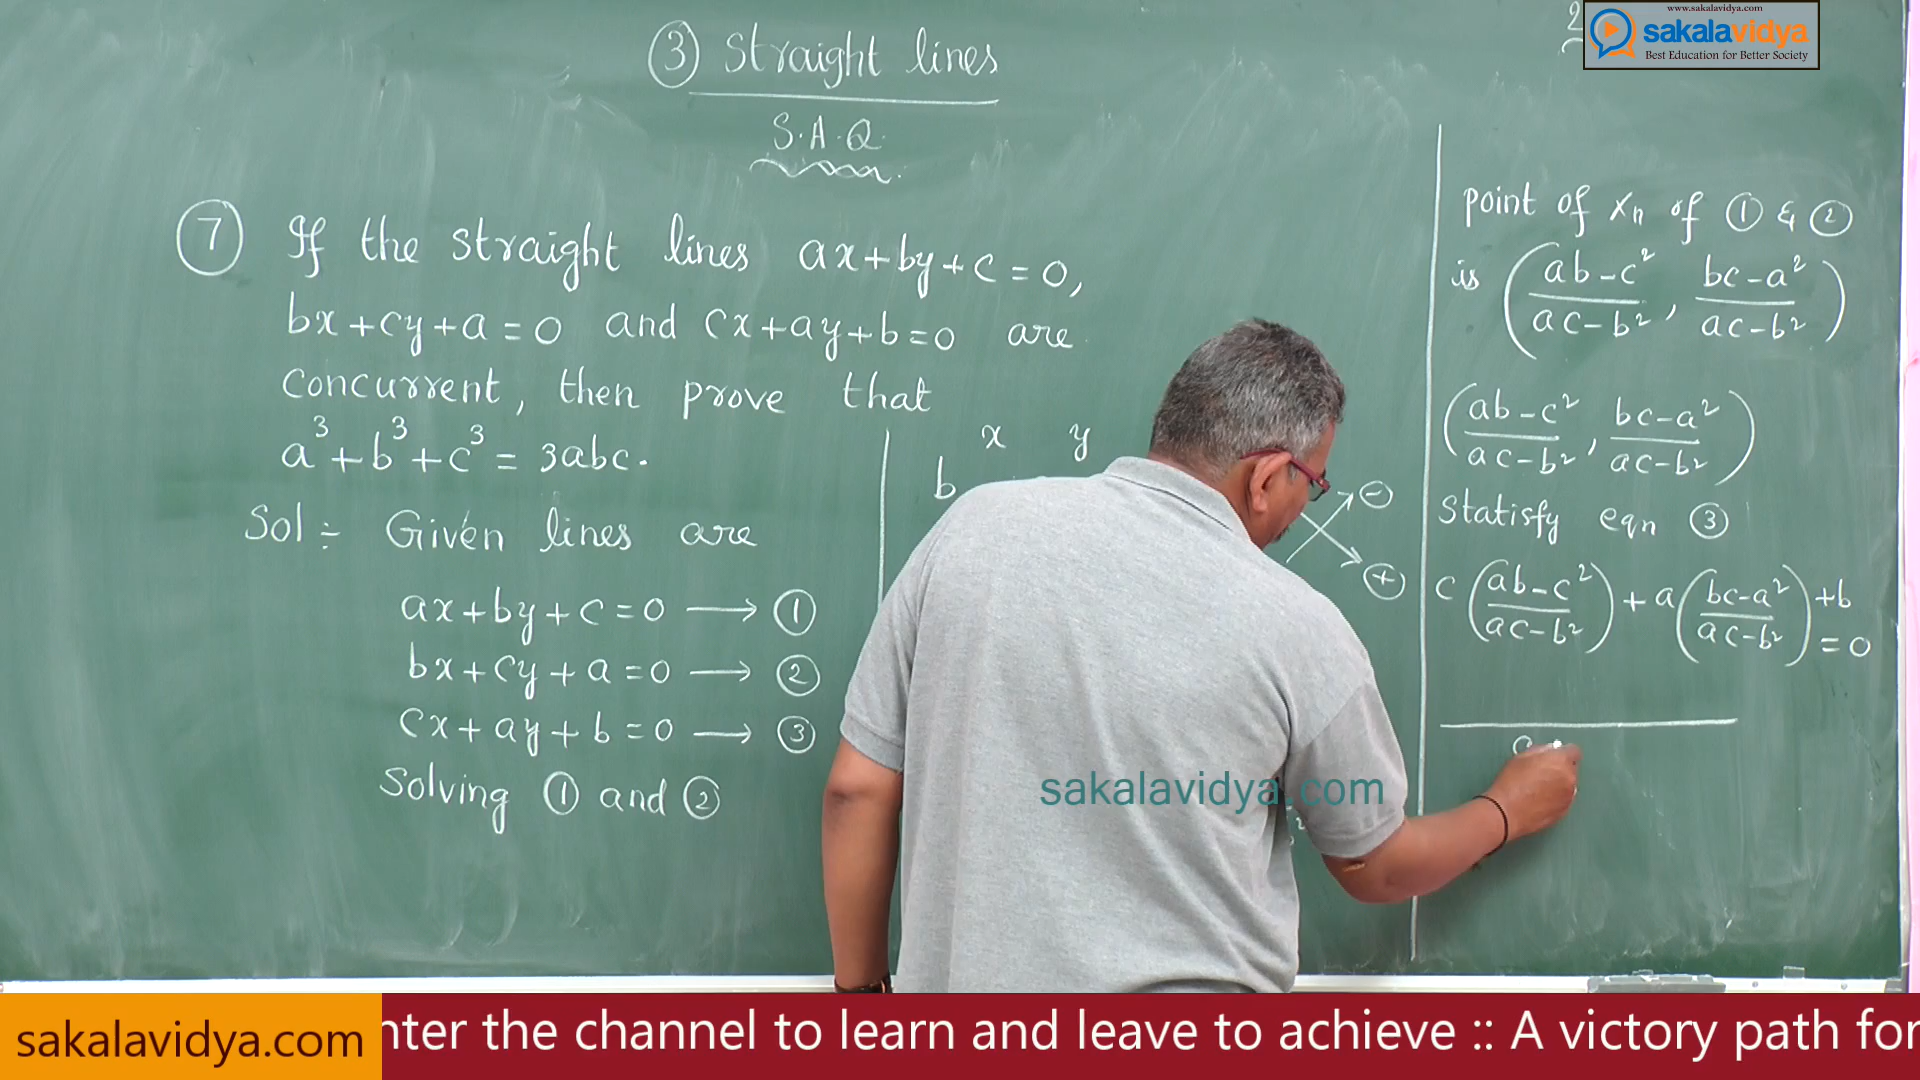 ③ Straight lines
S.A.Q.
⑦ If the straight lines ax+by+c=0,
bx+cy+a=0 and cx+ay+b=0 are
concurrent, then prove that
a³+b³+c³=3abc.
Sol÷ Given lines are
ax+by+c=0 → ①
bx+cy+a=0 → ②
cx+ay+b=0 → ③
Solving ① and ②
x y
b
⊖
⊕
2
point of xn of ① & ②
is ((ab-c²)/(ac-b²), (bc-a²)/(ac-b²))
((ab-c²)/(ac-b²), (bc-a²)/(ac-b²))
Statisfy eqn ③
c((ab-c²)/(ac-b²)) + a((bc-a²)/(ac-b²)) +b
=0
www.sakalavidya.com
sakalavidya
Best Education for Better Society
sakalavidya.com
sakalavidya.com
nter the channel to learn and leave to achieve :: A victory path for